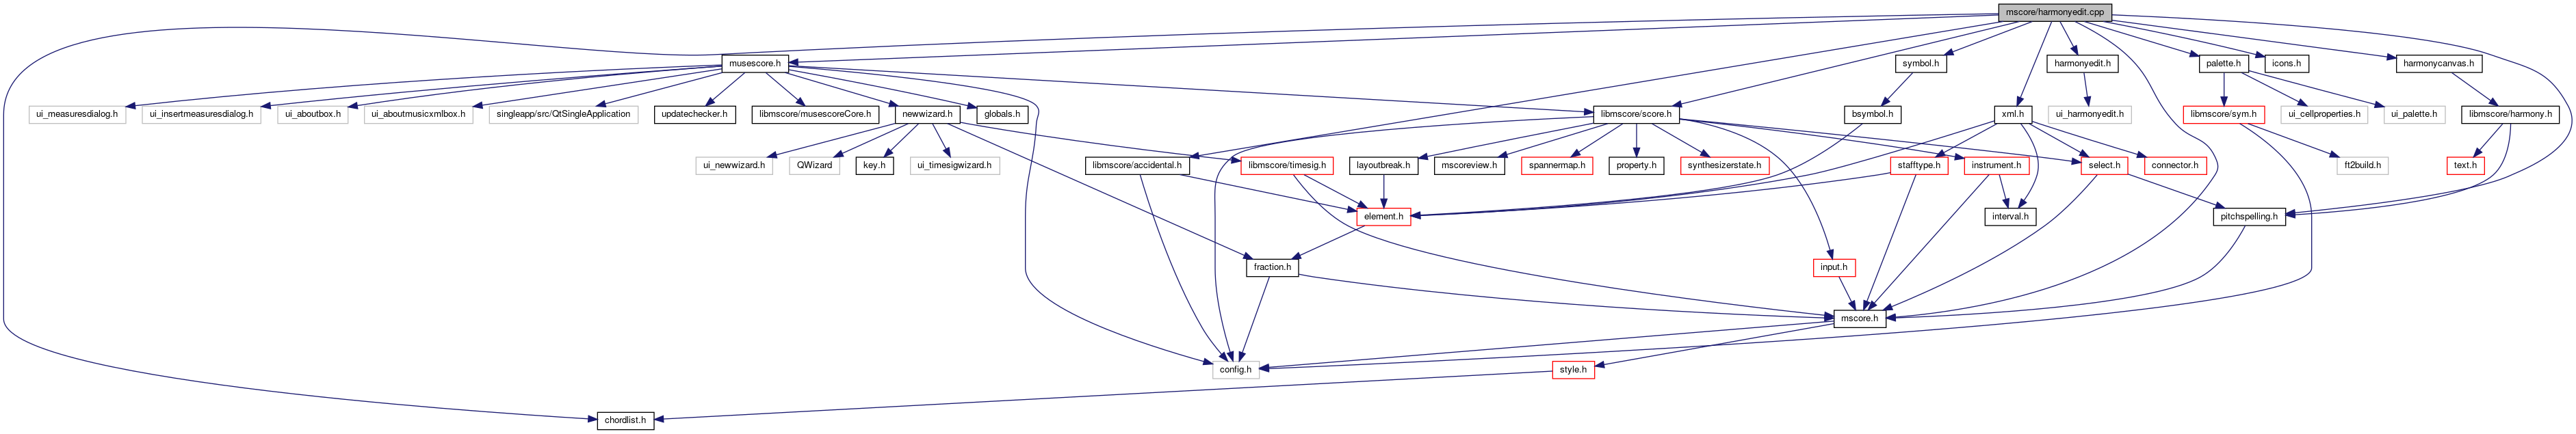 mscore/harmonyedit.cpp
musescore.h
symbol.h
harmonyedit.h
palette.h
icons.h
harmonycanvas.h
ui_measuresdialog.h
ui_insertmeasuresdialog.h
ui_aboutbox.h
ui_aboutmusicxmlbox.h
singleapp/src/QtSingleApplication
updatechecker.h
libmscore/musescoreCore.h
newwizard.h
globals.h
libmscore/score.h
bsymbol.h
xml.h
ui_harmonyedit.h
libmscore/sym.h
ui_cellproperties.h
ui_palette.h
libmscore/harmony.h
ui_newwizard.h
QWizard
key.h
ui_timesigwizard.h
libmscore/accidental.h
libmscore/timesig.h
layoutbreak.h
mscoreview.h
spannermap.h
property.h
synthesizerstate.h
stafftype.h
instrument.h
select.h
connector.h
ft2build.h
text.h
element.h
interval.h
pitchspelling.h
fraction.h
input.h
mscore.h
config.h
style.h
chordlist.h